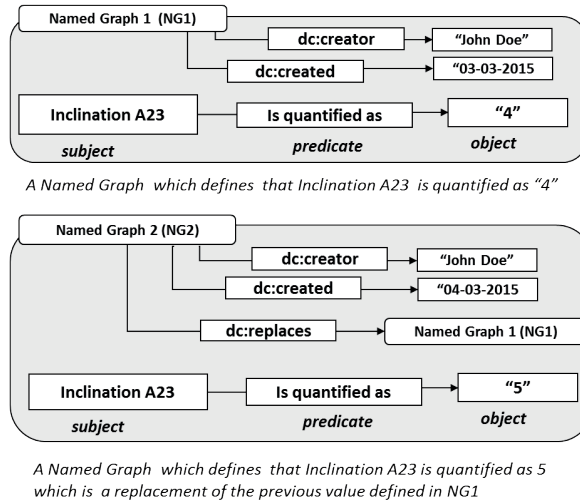 Named Graph 1 (NG1)
dc:creator
“John Doe”
dc:created
“03-03-2015
Inclination A23
Is quantified as
“4”
subject
predicate
object
A Named Graph which defines that Inclination A23 is quantified as “4”
Named Graph 2 (NG2)
dc:creator
“John Doe”
dc:created
“04-03-2015
dc:replaces
Named Graph 1 (NG1)
Inclination A23
Is quantified as
“5”
subject
predicate
object
A Named Graph which defines that Inclination A23 is quantified as 5
which is a replacement of the previous value defined in NG1